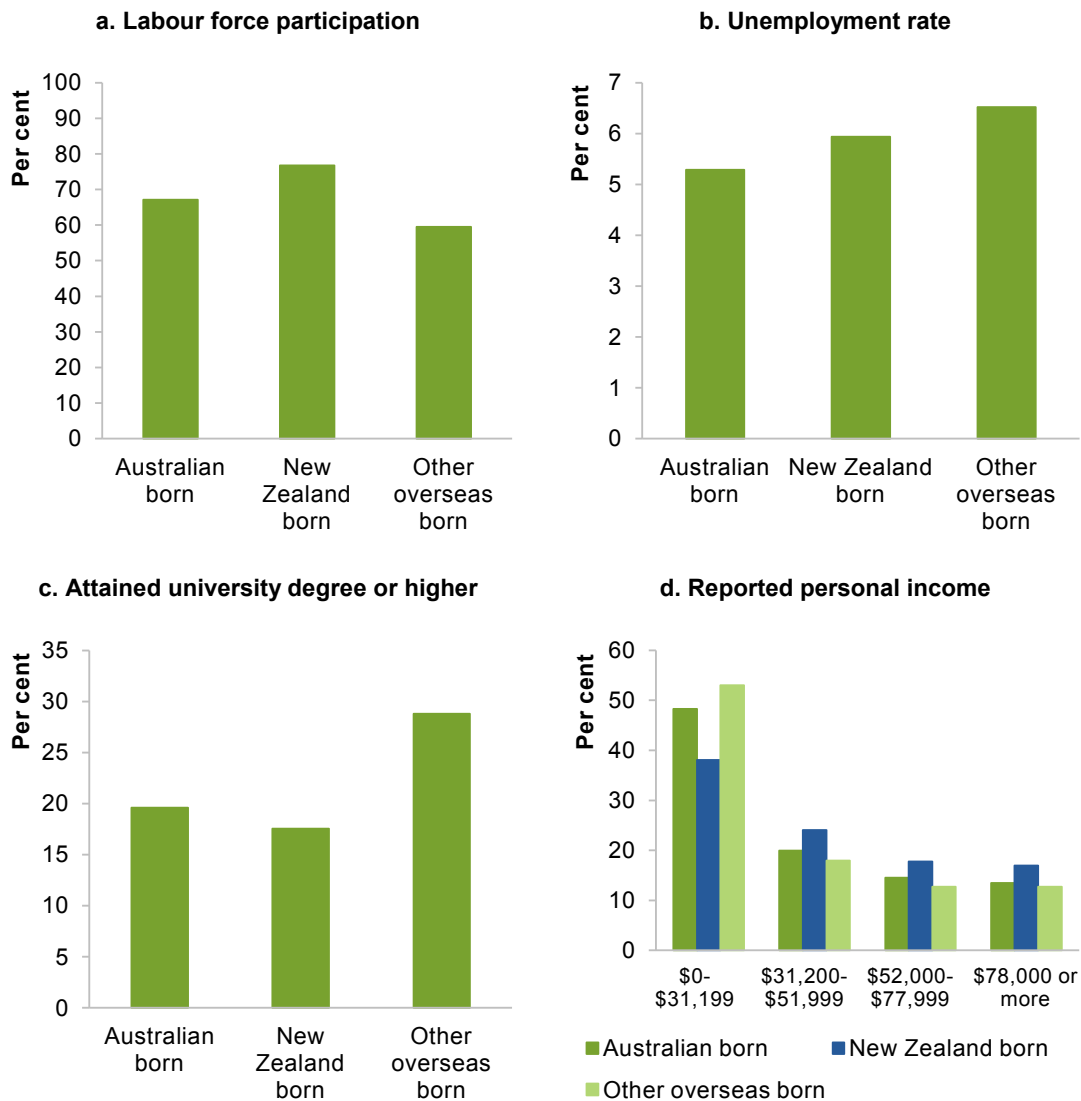 a. Labour force participation
Per cent
100
90
80
70
60
50
40
30
20
10
0
Australian
born
New
Zealand
born
Other
overseas
born
b. Unemployment rate
Per cent
7
6
5
4
3
2
1
0
Australian
born
New Zealand
born
Other
overseas
born
c. Attained university degree or higher
Per cent
35
30
25
20
15
10
5
0
Australian
born
New
Zealand
born
Other
overseas
born
d. Reported personal income
Per cent
60
50
40
30
20
10
0
$0-
$31,199
$31,200-
$51,999
$52,000-
$77,999
$78,000 or
more
Australian born
New Zealand born
Other overseas born